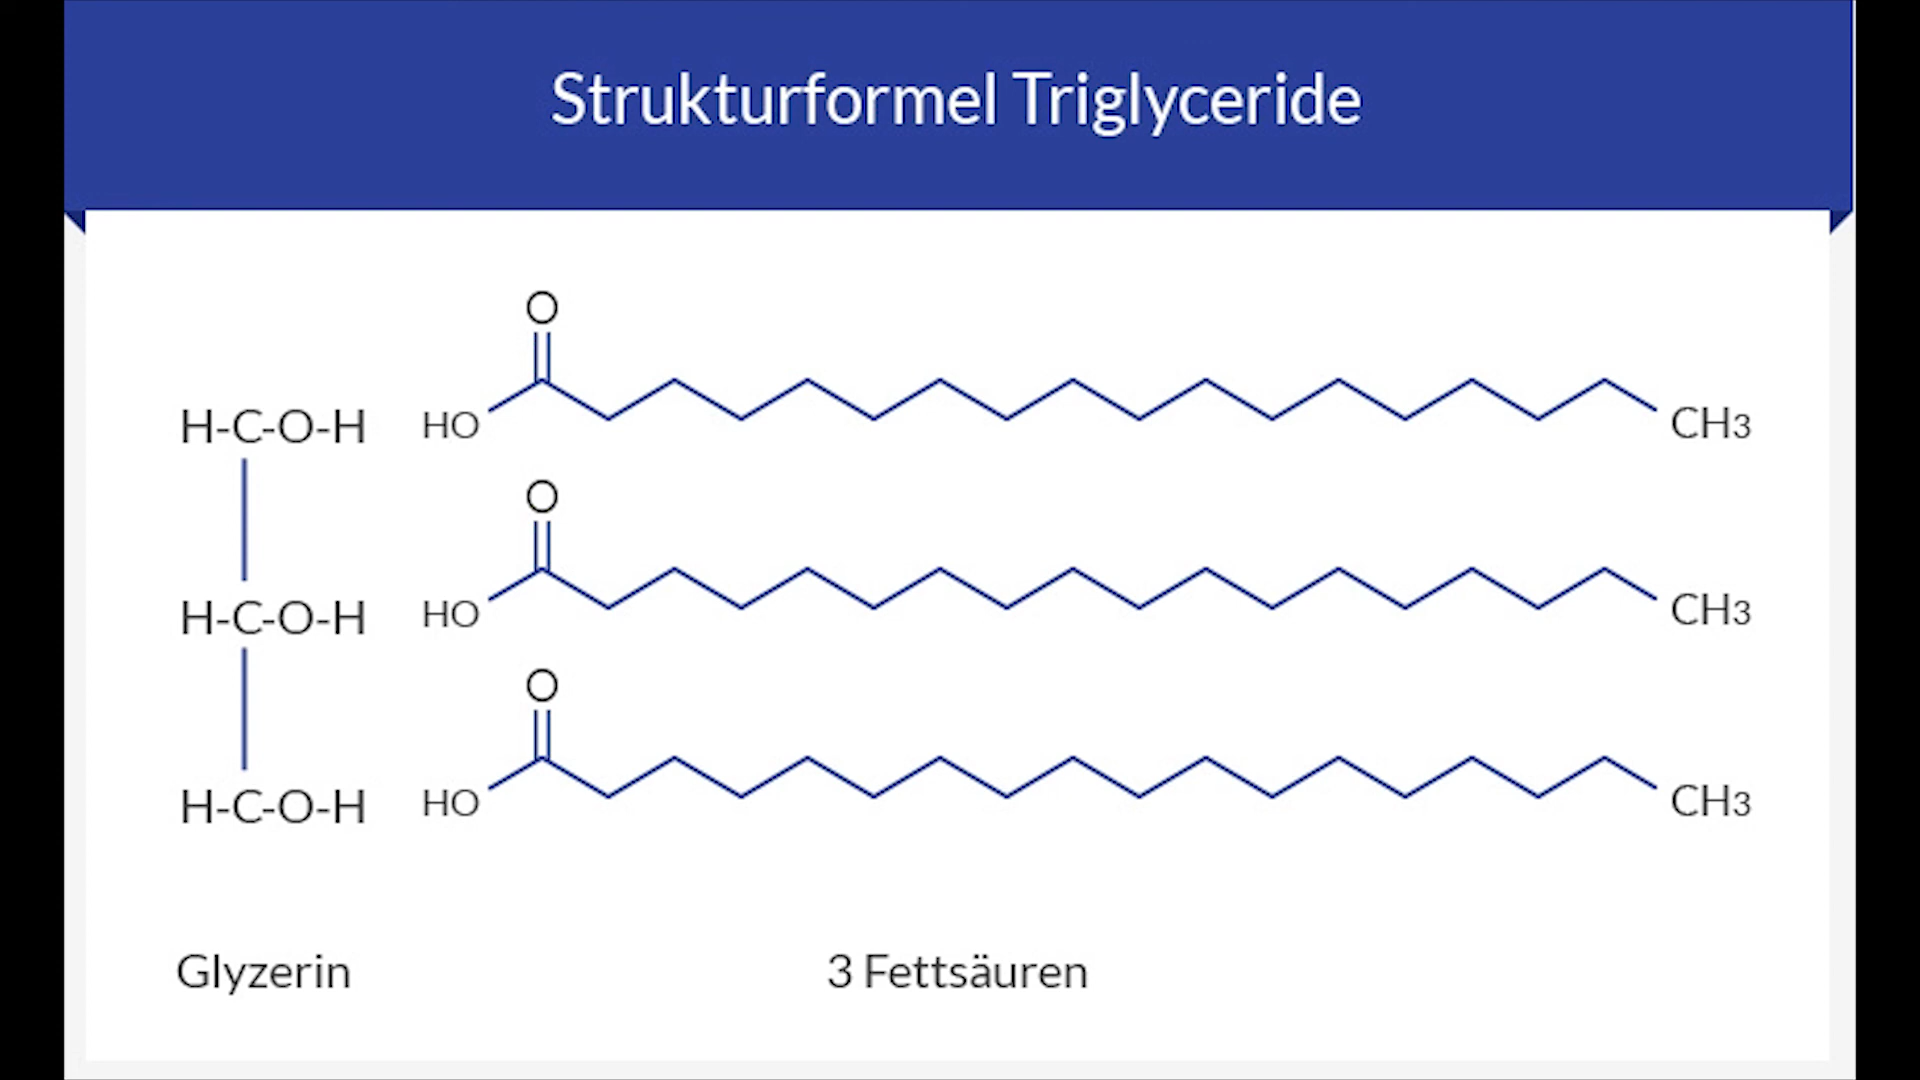 Strukturformel Triglyceride
O
H-C-O-H HO CH3
O
H-C-O-H HO CH3
O
H-C-O-H HO CH3
Glyzerin 3 Fettsäuren